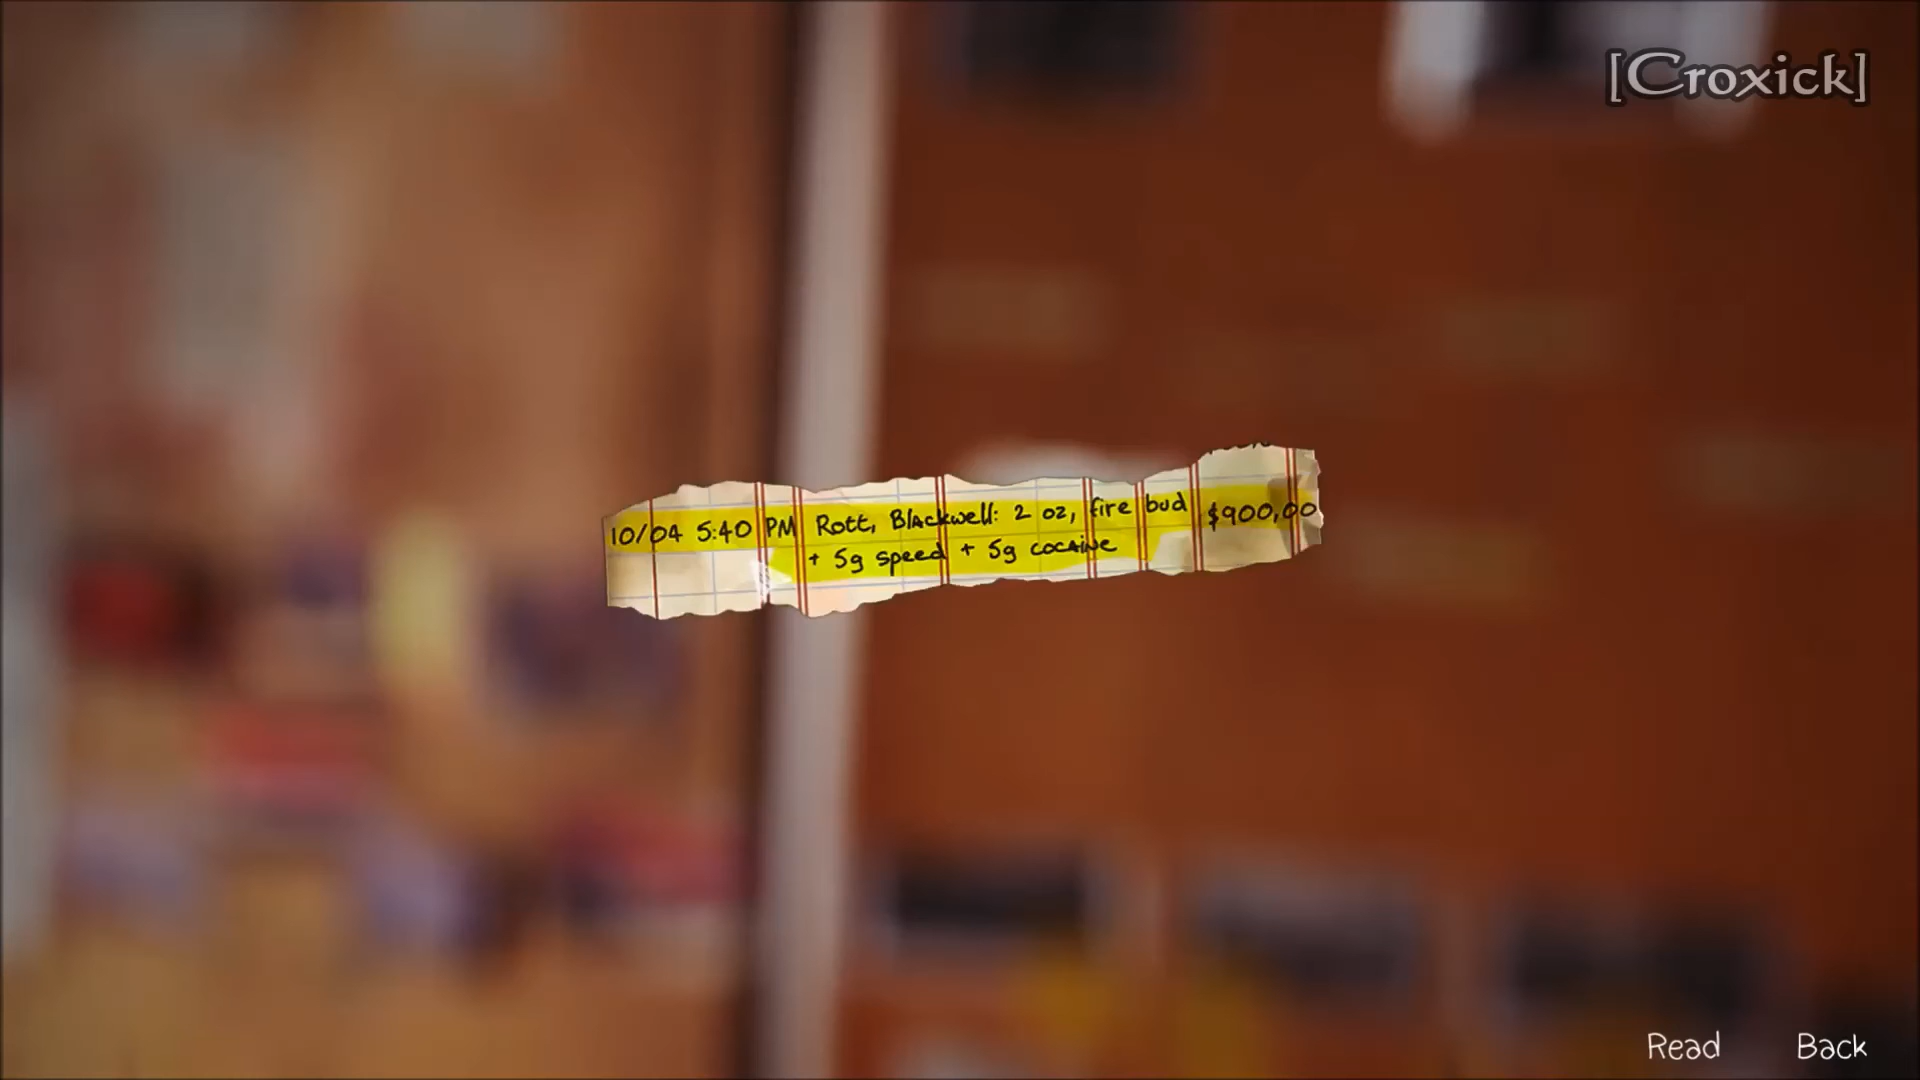 [Croxick]
10/04 5:40 PM Rott, Blackwell: 2 oz, fire bud $900,00
+ 5g speed + 5g cocaine
Read Back